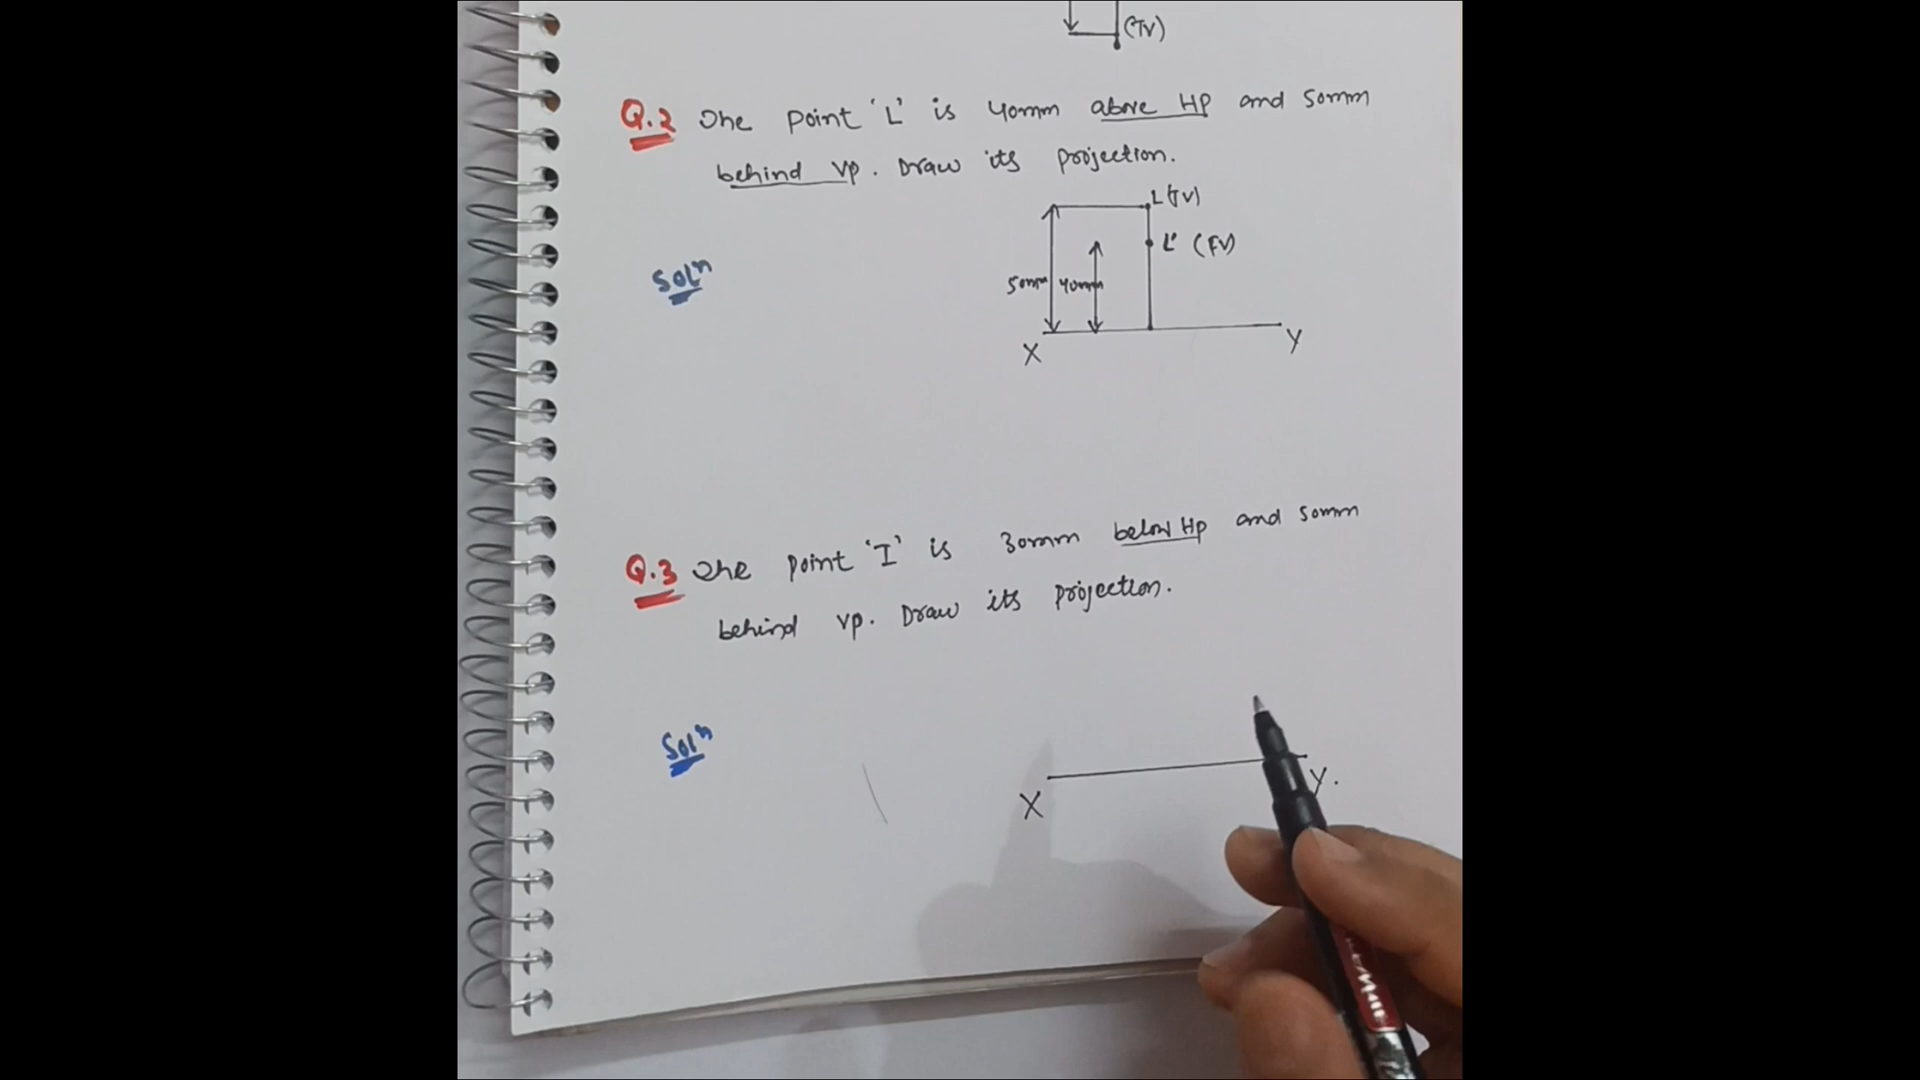 (TV)
Q.2 The point 'L' is 40mm above HP and 50mm
behind VP. Draw its projection.
L(TV)
L' (FV)
Soln
50mm 40mm
X Y
Q.3 The point 'I' is 30mm below HP and 50mm
behind VP. Draw its projection.
Soln
X Y.